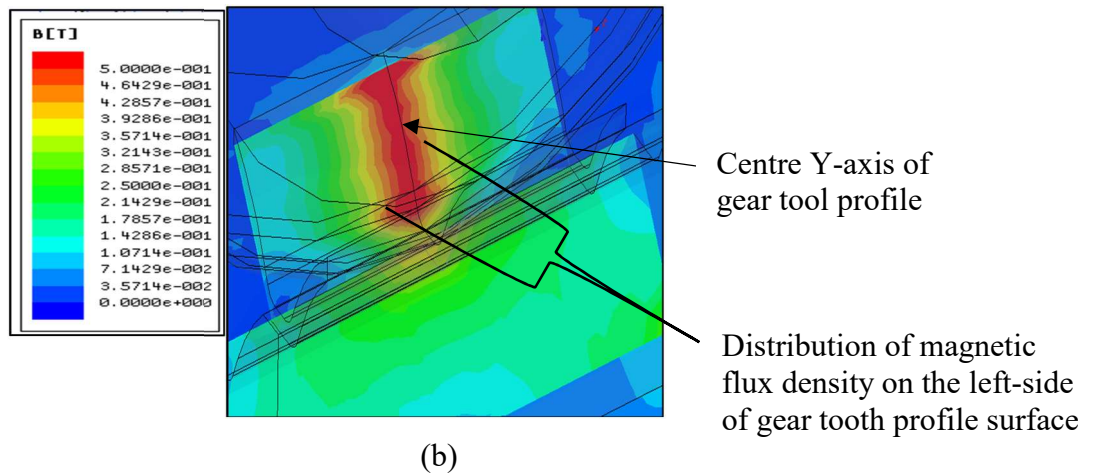 B[T]
5.0000e-001
4.6429e-001
4.2857e-001
3.9286e-001
3.5714e-001
3.2143e-001
2.8571e-001
2.5000e-001
2.1429e-001
1.7857e-001
1.4286e-001
1.0714e-001
7.1429e-002
3.5714e-002
0.0000e+000
Centre Y-axis of
gear tool profile
Distribution of magnetic
flux density on the left-side
of gear tooth profile surface
(b)